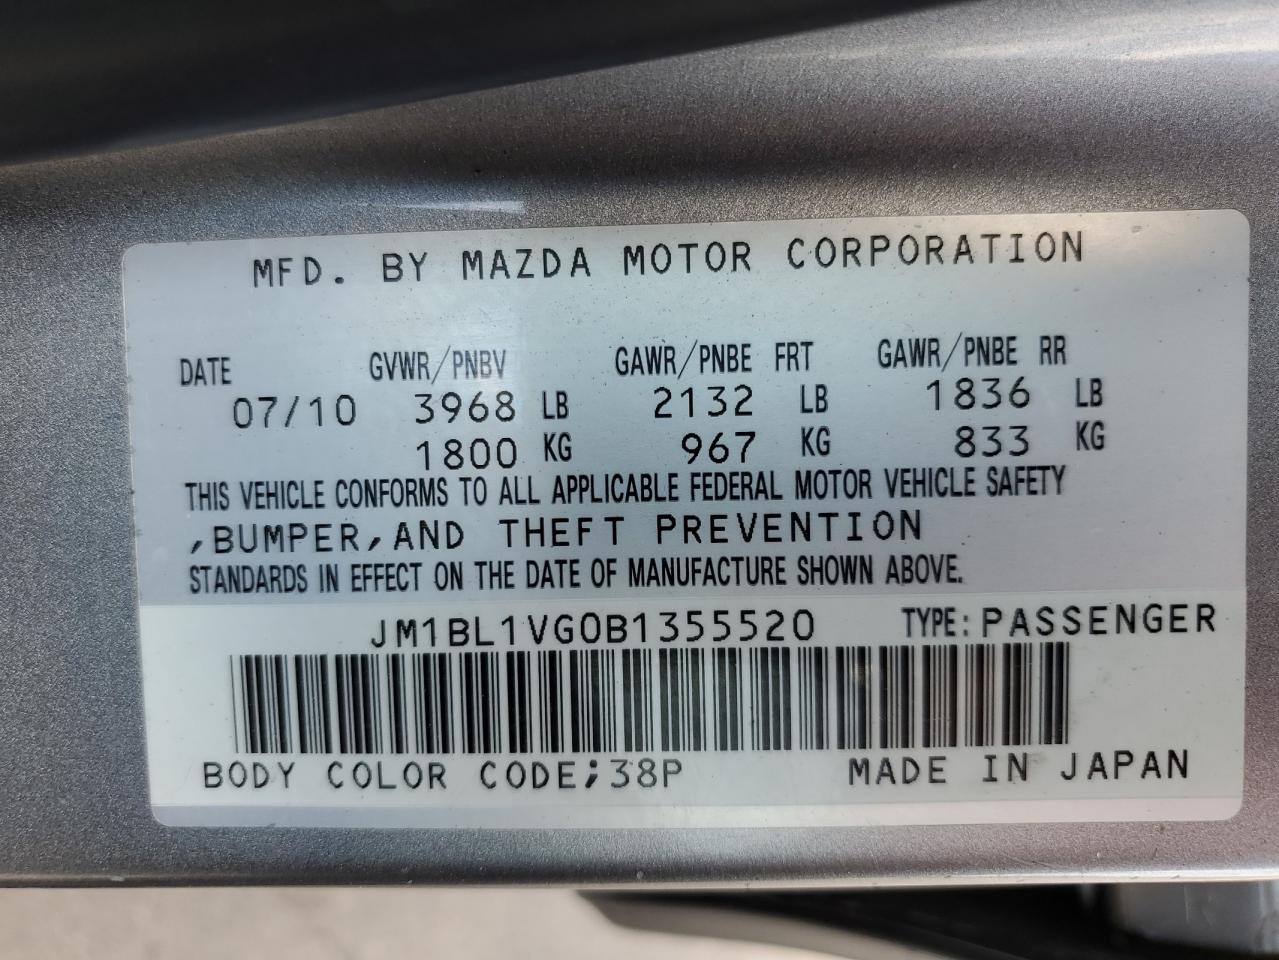 MFD. BY MAZDA MOTOR CORPORATION
DATE GVWR/PNBV GAWR/PNBE FRT GAWR/PNBE RR
07/10 3968 LB 2132 LB 1836 LB
1800 KG 967 KG 833 KG
THIS VEHICLE CONFORMS TO ALL APPLICABLE FEDERAL MOTOR VEHICLE SAFETY
,BUMPER,AND THEFT PREVENTION
STANDARDS IN EFFECT ON THE DATE OF MANUFACTURE SHOWN ABOVE.
JM1BL1VG0B1355520 TYPE: PASSENGER
BODY COLOR CODE;38P MADE IN JAPAN